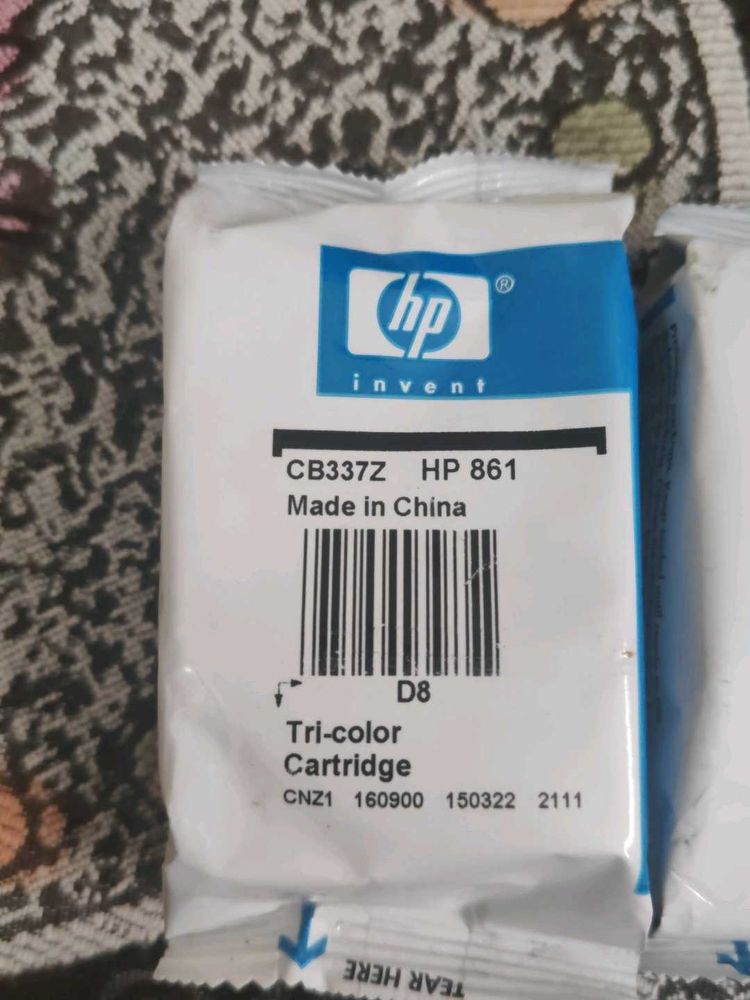 hp ®
invent
CB337Z HP 861
Made in China
D8
Tri-color
Cartridge
CNZ1 160900 150322 2111
TEAR HERE